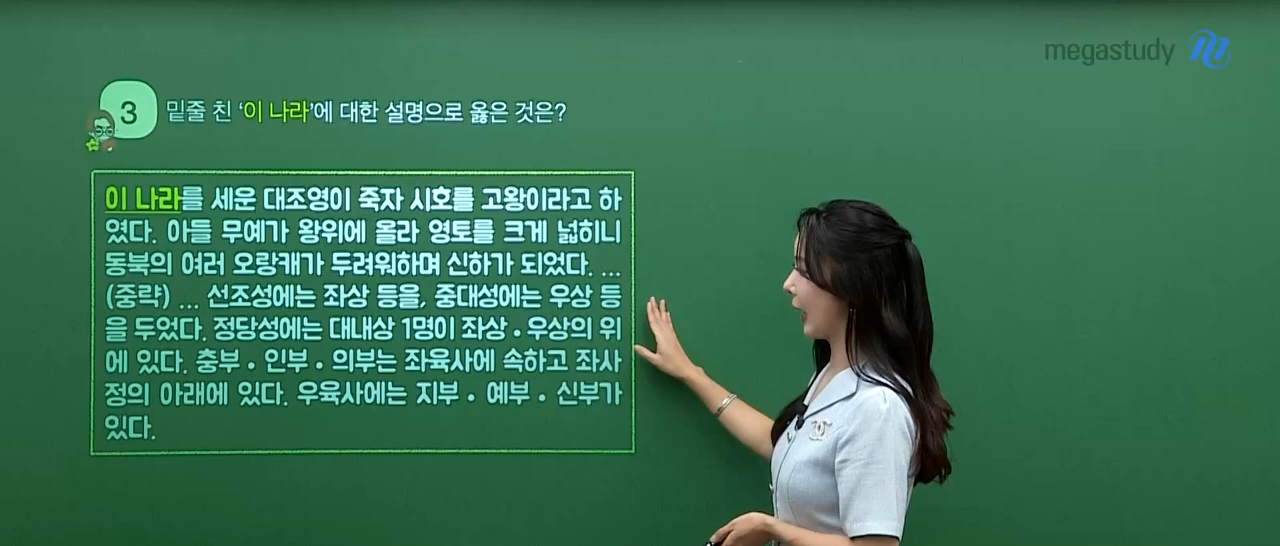 megastudy
3 밑줄 친 ‘이 나라’에 대한 설명으로 옳은 것은?
이 나라를 세운 대조영이 죽자 시호를 고왕이라고 하
였다. 아들 무예가 왕위에 올라 영토를 크게 넓히니
동북의 여러 오랑캐가 두려워하며 신하가 되었다. …
(중략) … 선조성에는 좌상 등을, 중대성에는 우상 등
을 두었다. 정당성에는 대내상 1명이 좌상・우상의 위
에 있다. 충부・인부・의부는 좌육사에 속하고 좌사
정의 아래에 있다. 우육사에는 지부・예부・신부가
있다.